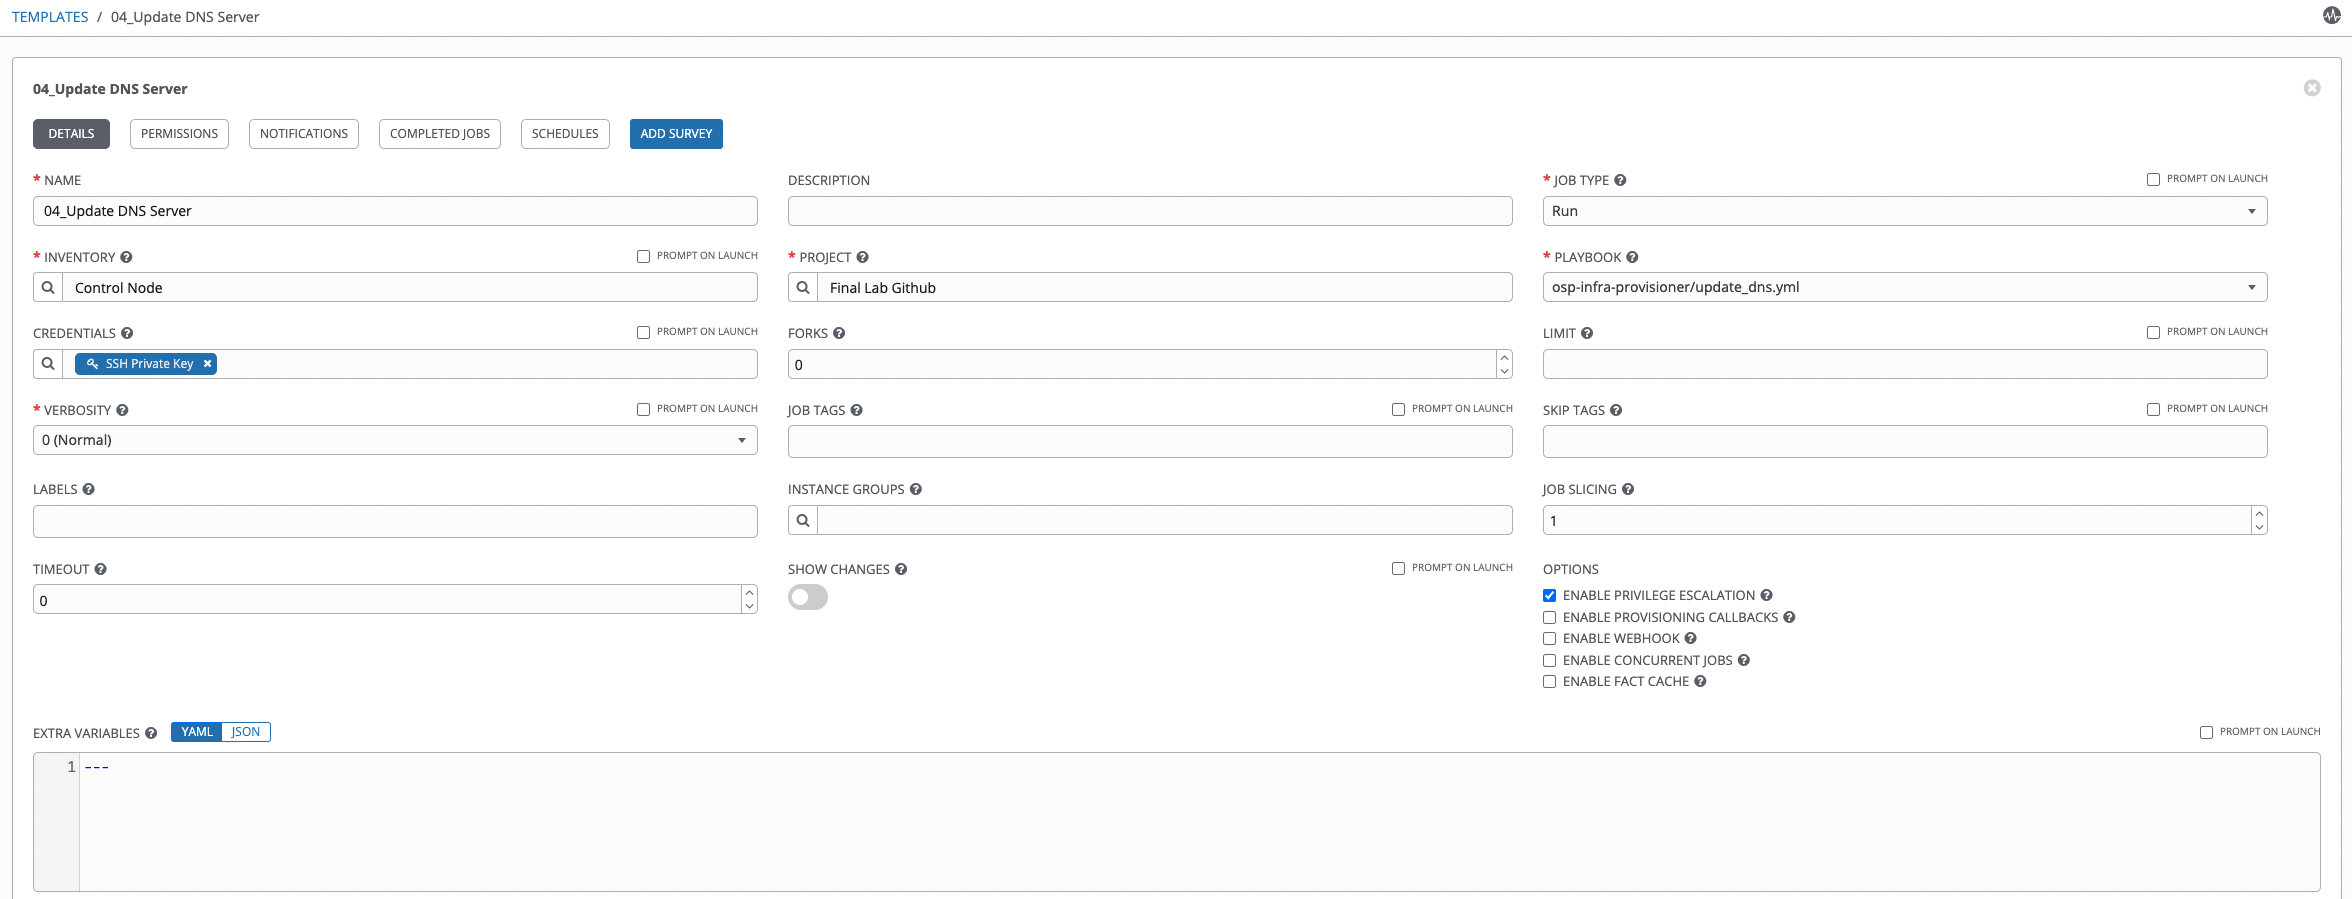 TEMPLATES / 04_Update DNS Server
04_Update DNS Server
DETAILS PERMISSIONS NOTIFICATIONS COMPLETED JOBS SCHEDULES ADD SURVEY
* NAME
04_Update DNS Server
DESCRIPTION
* JOB TYPE PROMPT ON LAUNCH
Run
* INVENTORY PROMPT ON LAUNCH
Control Node
* PROJECT
Final Lab Github
* PLAYBOOK
osp-infra-provisioner/update_dns.yml
CREDENTIALS PROMPT ON LAUNCH
SSH Private Key
FORKS
0
LIMIT PROMPT ON LAUNCH
* VERBOSITY PROMPT ON LAUNCH
0 (Normal)
JOB TAGS PROMPT ON LAUNCH
SKIP TAGS PROMPT ON LAUNCH
LABELS
INSTANCE GROUPS
JOB SLICING
1
TIMEOUT
0
SHOW CHANGES PROMPT ON LAUNCH
OPTIONS
ENABLE PRIVILEGE ESCALATION
ENABLE PROVISIONING CALLBACKS
ENABLE WEBHOOK
ENABLE CONCURRENT JOBS
ENABLE FACT CACHE
EXTRA VARIABLES YAML JSON PROMPT ON LAUNCH
1 ---